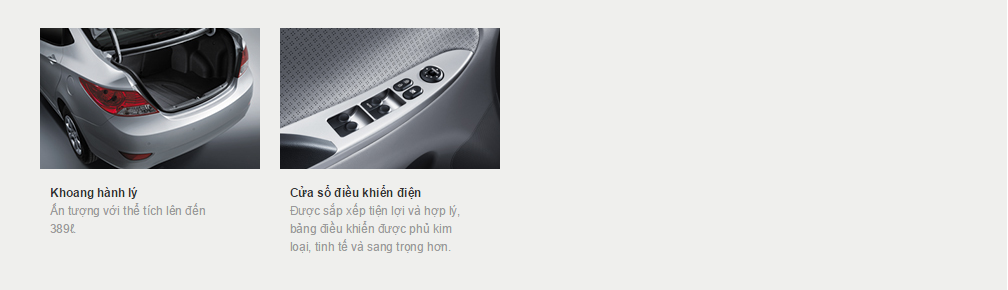 Khoang hành lý
Ấn tượng với thể tích lên đến
389ℓ
Cửa sổ điều khiển điện
Được sắp xếp tiện lợi và hợp lý,
bảng điều khiển được phủ kim
loại, tinh tế và sang trọng hơn.